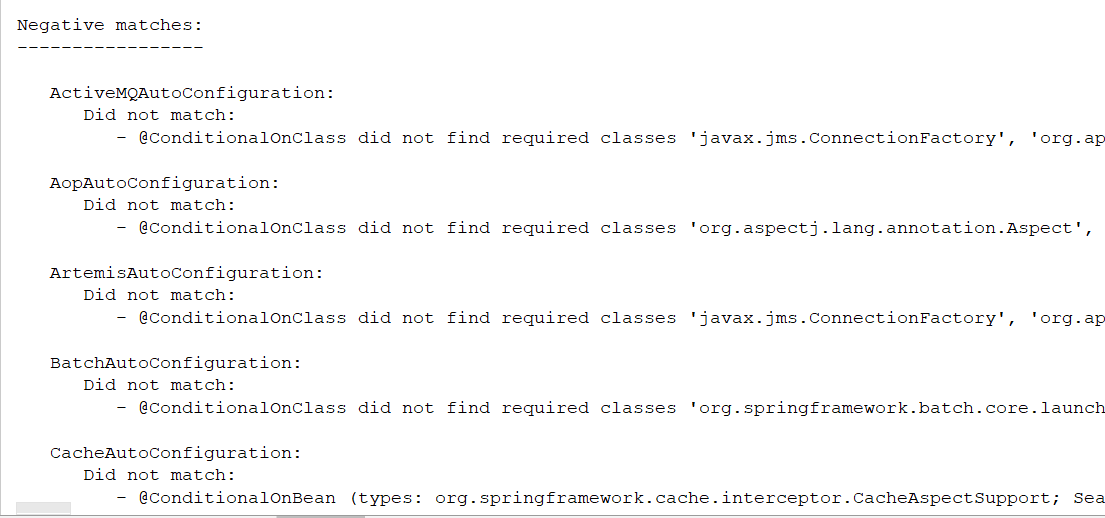 Negative matches:
-----------------
ActiveMQAutoConfiguration:
Did not match:
- @ConditionalOnClass did not find required classes 'javax.jms.ConnectionFactory', 'org.ap
AopAutoConfiguration:
Did not match:
- @ConditionalOnClass did not find required classes 'org.aspectj.lang.annotation.Aspect',
ArtemisAutoConfiguration:
Did not match:
- @ConditionalOnClass did not find required classes 'javax.jms.ConnectionFactory', 'org.ap
BatchAutoConfiguration:
Did not match:
- @ConditionalOnClass did not find required classes 'org.springframework.batch.core.launch
CacheAutoConfiguration:
Did not match:
- @ConditionalOnBean (types: org.springframework.cache.interceptor.CacheAspectSupport; Sea